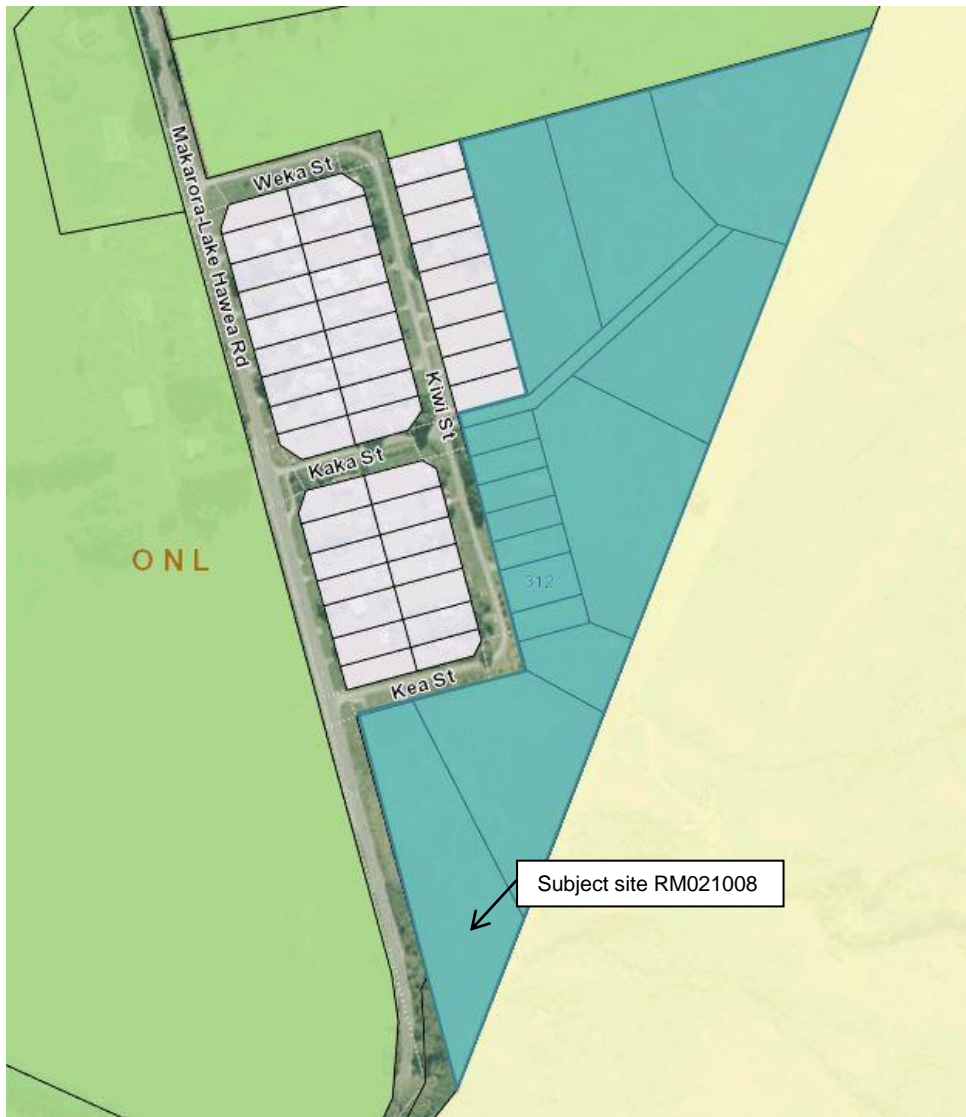 Weka St
Makarora-Lake Hawea Rd
Kiwi St
Kaka St
ONL
312
Kea St
Subject site RM021008